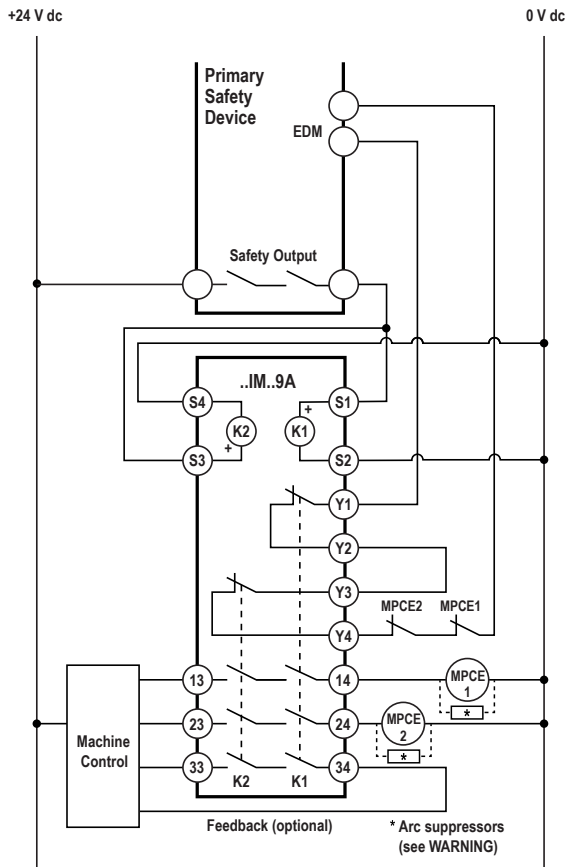 +24 V dc
0 V dc
Primary
Safety
Device
EDM
Safety Output
..IM..9A
S4
S1
K2
+
+
K1
S3
S2
Y1
Y2
Y3
MPCE2
MPCE1
Y4
13
14
MPCE
1
*
23
24
MPCE
2
*
Machine
Control
33
K2
K1
34
Feedback (optional)
* Arc suppressors
(see WARNING)